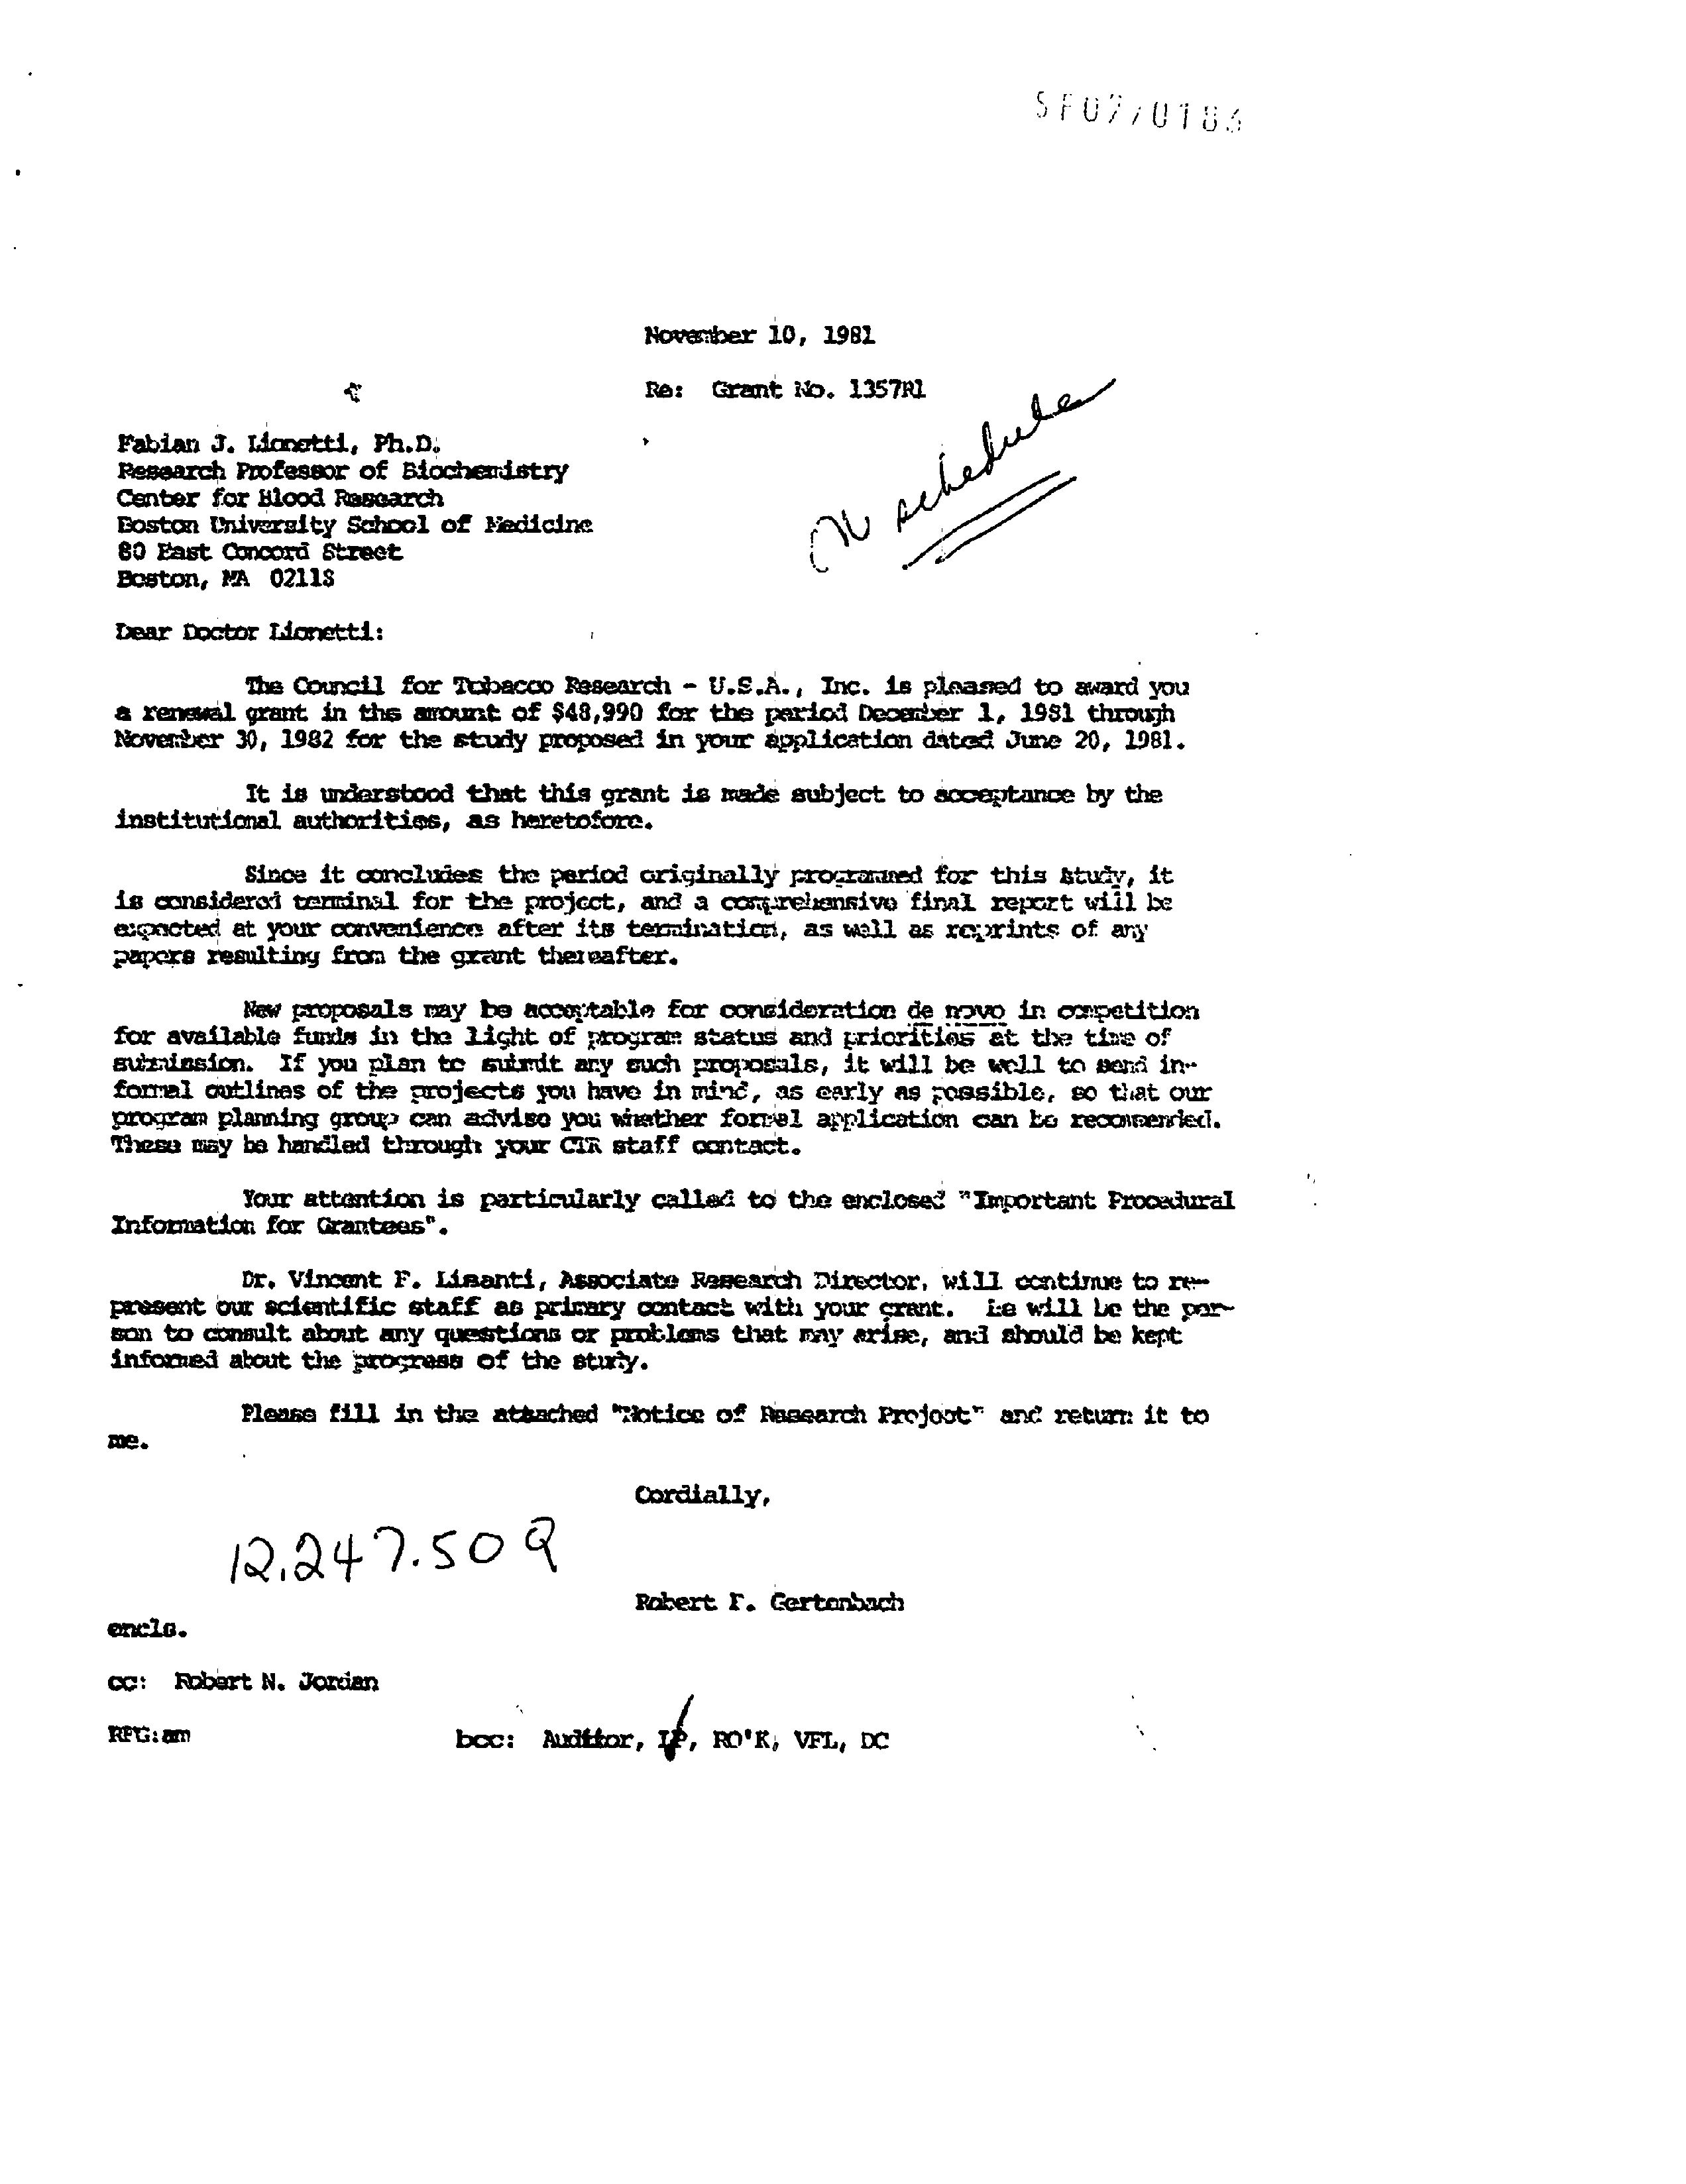 November 10, 1981
Re: Grant No. 1357R1
Fabian J. Lionetti, Ph.D.
Research Professor of Biochemistry
Center for Blood Research
Boston University School of Medicine
80 East Concord Street
Boston, MA 02118
schedule
Dear Doctor Lionetti:
The Council for Tobacco Research - U.S.A., Inc. is pleased to award you
a renewal grant in the amount of $48,990 for the period December 1, 1981 through
November 30, 1982 for the study proposed in your application dated June 20, 1981.
It is understood that this grant is made subject to acceptance by the
institutional authorities, as heretofore.
Since it concludes the period originally programmed for this study, it
is considered terminal for the project, and a comprehensive final report will be
expected at your convenience after its termination, as well as reprints of any
papers resulting from the grant thereafter.
New proposals may be acceptable for consideration de novo in competition
for available funds in the light of program status and priorities at the time of
submission. If you plan to submit any such proposals, it will be well to send in-
formal outlines of the projects you have in mind, as early as possible, so that our
program planning group can advise you whether formal application can be recommended.
These may be handled through your CTR staff contact.
Your attention is particularly called to the enclosed "Important Procedural
Information for Grantees".
Dr. Vincent F. Lisanti, Associate Research Director, will continue to re-
present our scientific staff as primary contact with your grant. He will be the per-
son to consult about any questions or problems that may arise, and should be kept
informed about the progress of the study.
Please fill in the attached "Notice of Research Project" and return it to
me.
Cordially,
12,247.50 Q
Robert F. Gertenbach
encls.
cc: Robert N. Jordan
RFG:am
bcc: Auditor, LP, RO'K, VFL, DC